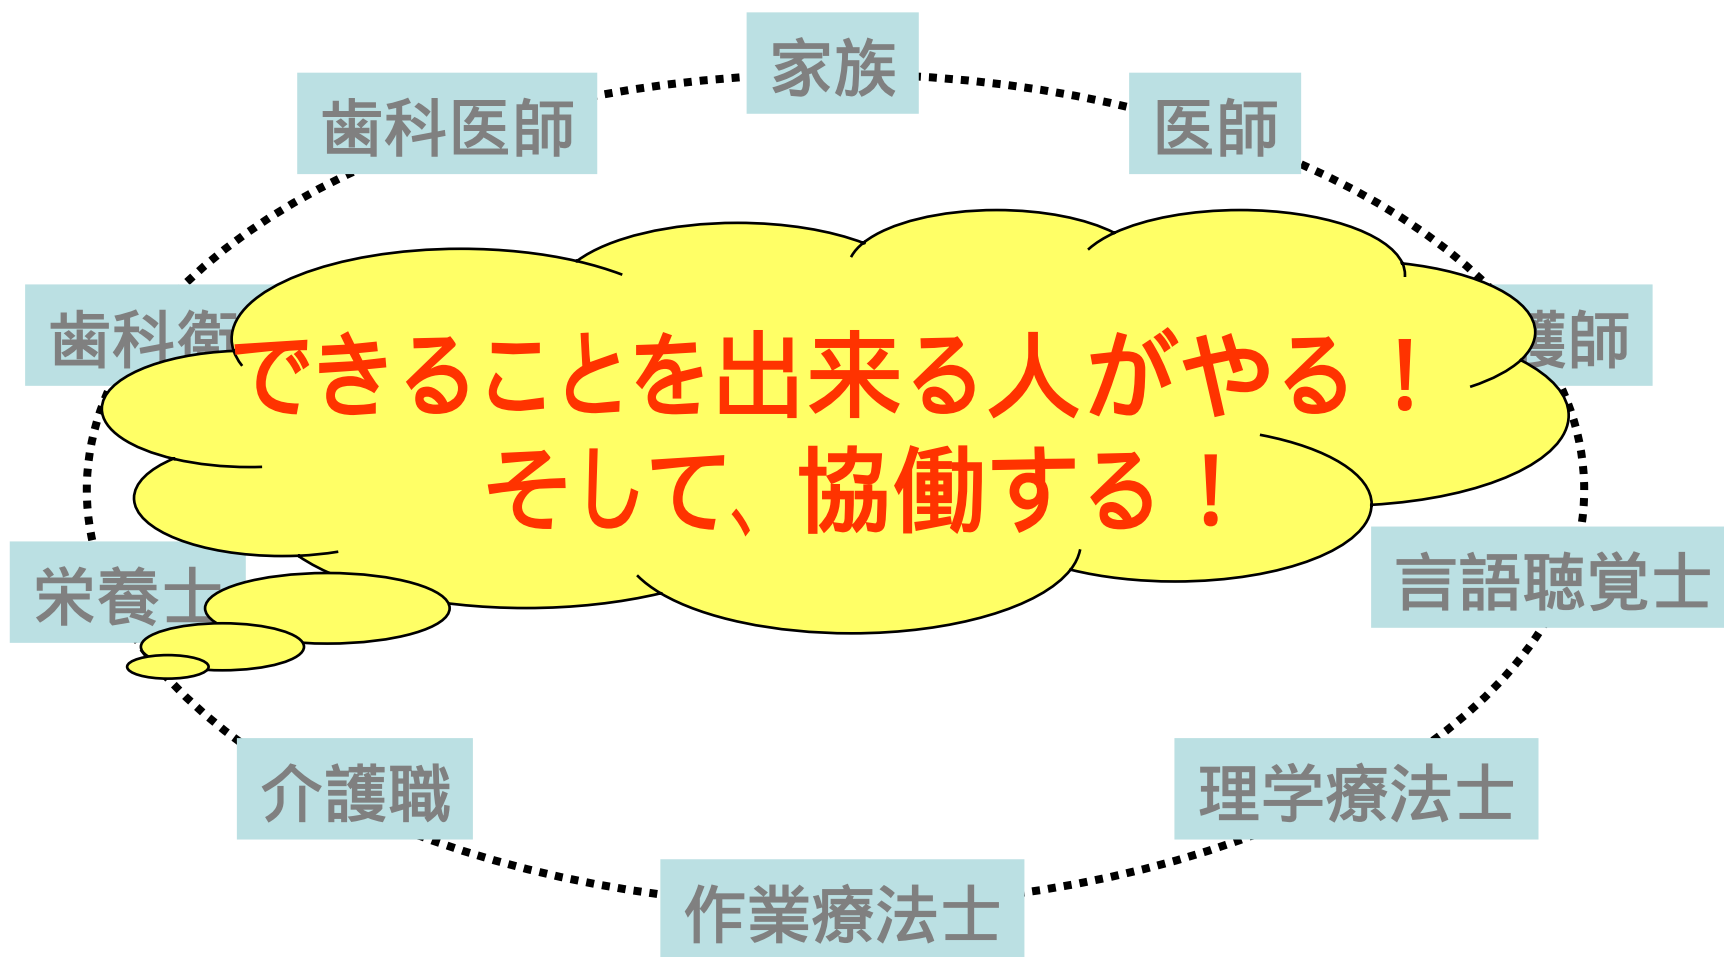 家族
歯科医師
医師
歯科衛
護師
できることを出来る人がやる！
そして、協働する！
栄養士
言語聴覚士
介護職
理学療法士
作業療法士